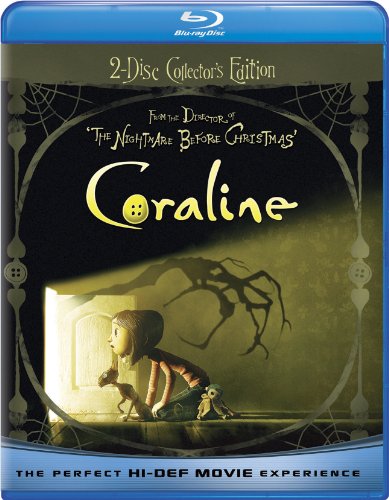 Blu-ray Disc
2-Disc Collector's Edition
From the Director of
'The Nightmare Before Christmas'
Coraline
THE PERFECT HI-DEF MOVIE EXPERIENCE